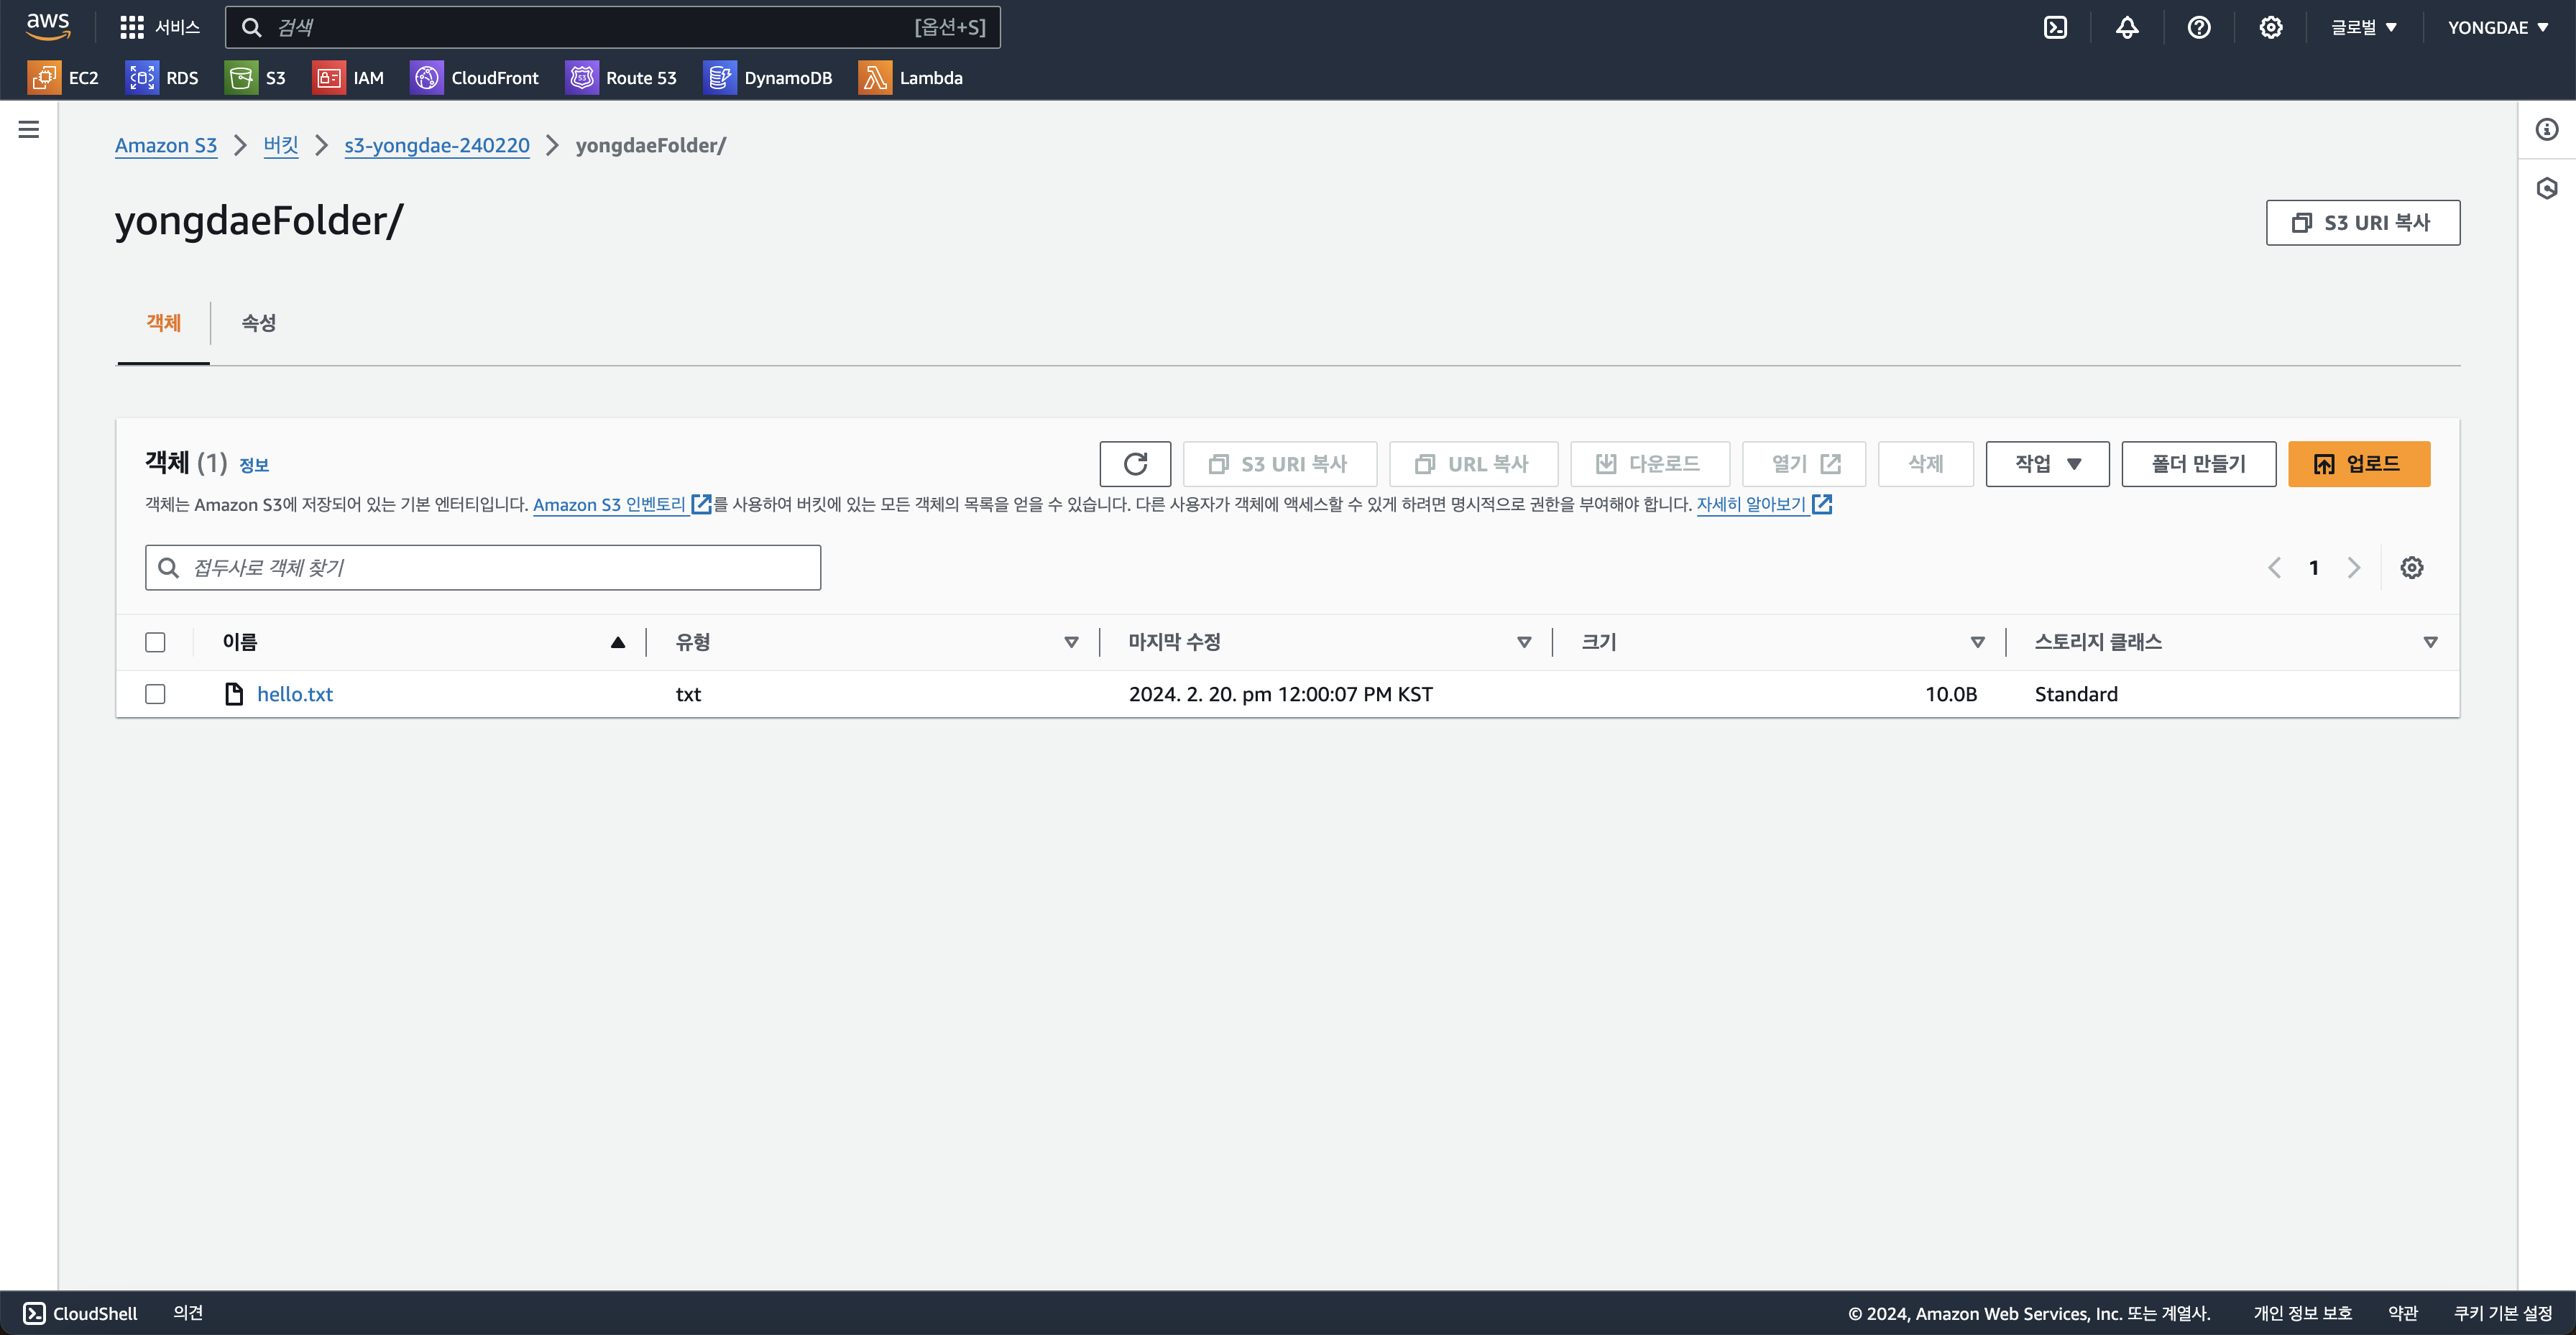 aws 서비스 검색 [옵션+S] 글로벌 YONGDAE
EC2 RDS S3 IAM CloudFront Route 53 DynamoDB Lambda
Amazon S3 버킷 s3-yongdae-240220 yongdaeFolder/
yongdaeFolder/ S3 URI 복사
객체 속성
객체 (1) 정보 S3 URI 복사 URL 복사 다운로드 열기 삭제 작업 폴더 만들기 업로드
객체는 Amazon S3에 저장되어 있는 기본 엔터티입니다. Amazon S3 인벤토리 를 사용하여 버킷에 있는 모든 객체의 목록을 얻을 수 있습니다. 다른 사용자가 객체에 액세스할 수 있게 하려면 명시적으로 권한을 부여해야 합니다. 자세히 알아보기
접두사로 객체 찾기 1
이름 유형 마지막 수정 크기 스토리지 클래스
hello.txt txt 2024. 2. 20. pm 12:00:07 PM KST 10.0B Standard
CloudShell 의견 © 2024, Amazon Web Services, Inc. 또는 계열사. 개인 정보 보호 약관 쿠키 기본 설정